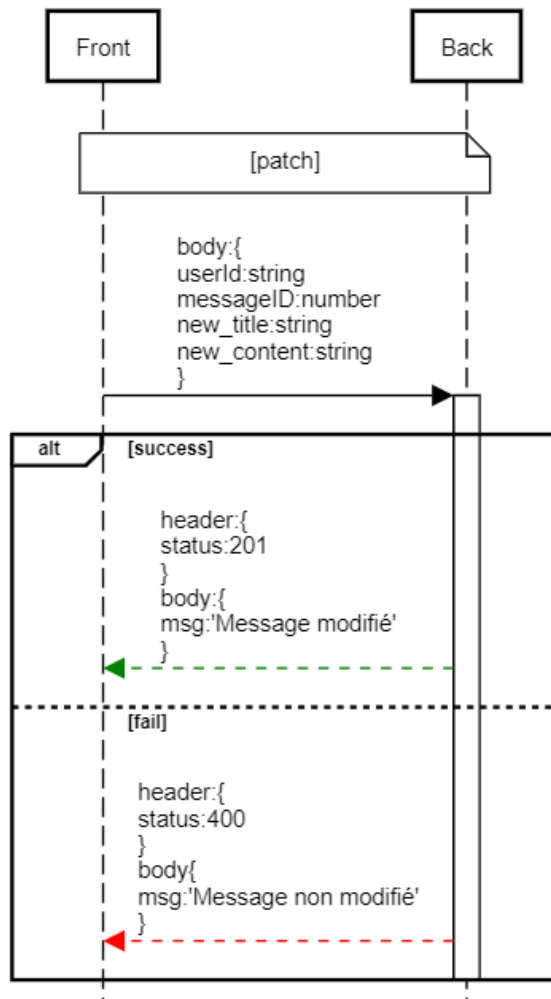 Front
Back
[patch]
body:{
userId:string
messageID:number
new_title:string
new_content:string
}
alt
[success]
header:{
status:201
}
body:{
msg:'Message modifié'
}
[fail]
header:{
status:400
}
body{
msg:'Message non modifié'
}